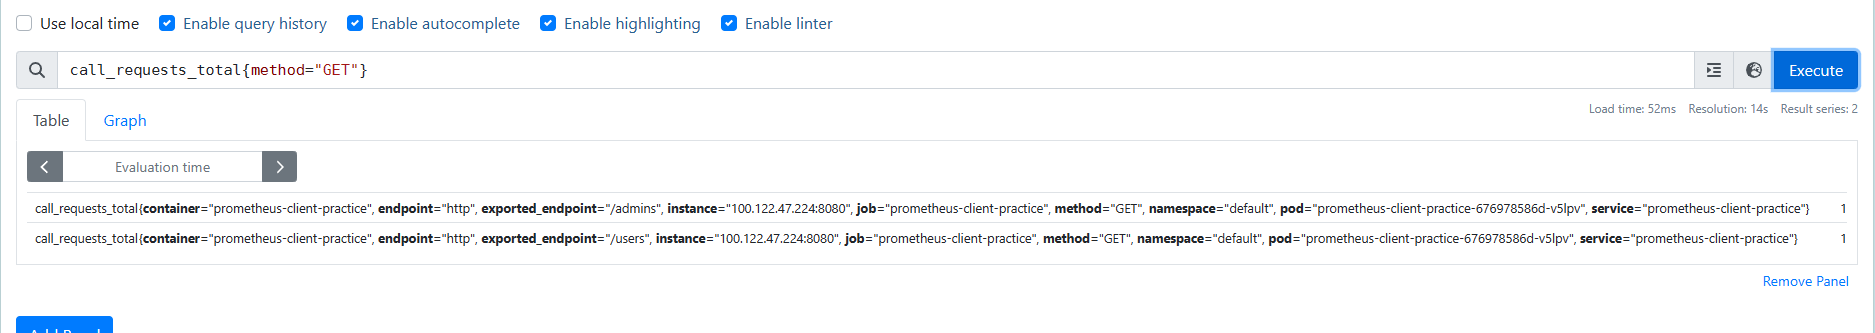 Use local time Enable query history Enable autocomplete Enable highlighting Enable linter
call_requests_total{method="GET"} Execute
Table Graph Load time: 52ms Resolution: 14s Result series: 2
Evaluation time
call_requests_total{container="prometheus-client-practice", endpoint="http", exported_endpoint="/admins", instance="100.122.47.224:8080", job="prometheus-client-practice", method="GET", namespace="default", pod="prometheus-client-practice-676978586d-v5lpv", service="prometheus-client-practice"} 1
call_requests_total{container="prometheus-client-practice", endpoint="http", exported_endpoint="/users", instance="100.122.47.224:8080", job="prometheus-client-practice", method="GET", namespace="default", pod="prometheus-client-practice-676978586d-v5lpv", service="prometheus-client-practice"} 1
Remove Panel
Add Panel